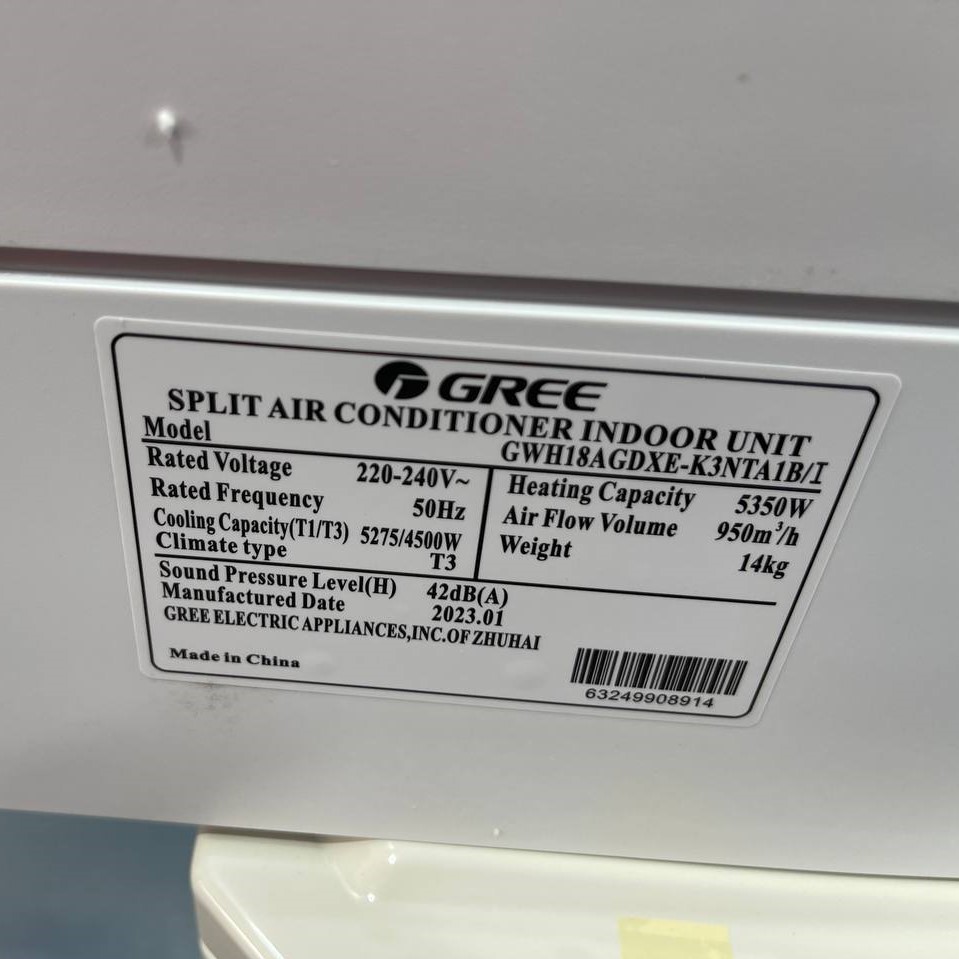 GREE
SPLIT AIR CONDITIONER INDOOR UNIT
Model GWH18AGDXE-K3NTA1B/I
Rated Voltage 220-240V~
Rated Frequency 50Hz
Cooling Capacity(T1/T3) 5275/4500W
Climate type T3
Heating Capacity 5350W
Air Flow Volume 950m³/h
Weight 14kg
Sound Pressure Level(H) 42dB(A)
Manufactured Date 2023.01
GREE ELECTRIC APPLIANCES,INC.OF ZHUHAI
Made in China
63249908914